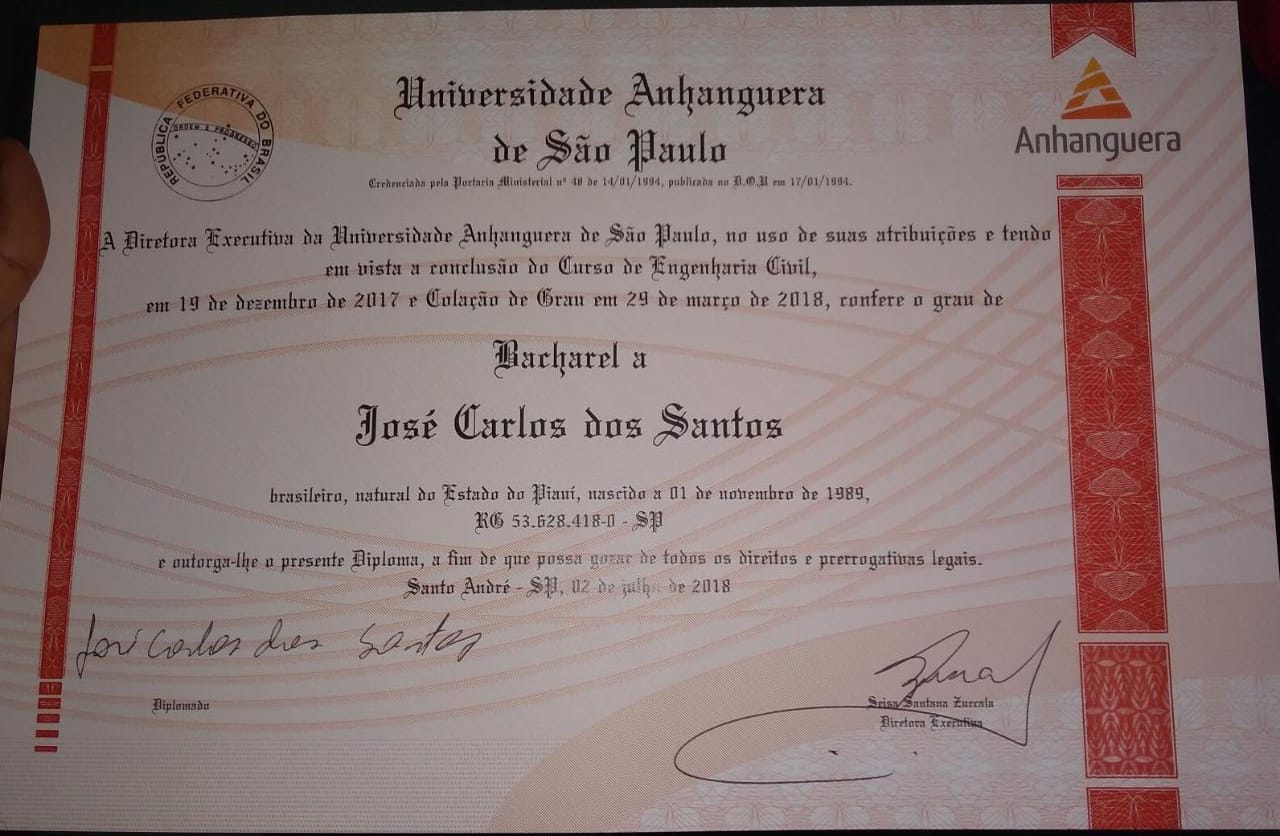 Universidade Anhanguera
de São Paulo
Credenciada pela Portaria Ministerial nº 48 de 14/01/1994, publicada no D.O.U em 17/01/1994.
REPÚBLICA FEDERATIVA DO BRASIL
ORDEM E PROGRESSO
Anhanguera
A Diretora Executiva da Universidade Anhanguera de São Paulo, no uso de suas atribuições e tendo
em vista a conclusão do Curso de Engenharia Civil,
em 19 de dezembro de 2017 e Colação de Grau em 29 de março de 2018, confere o grau de
Bacharel a
José Carlos dos Santos
brasileiro, natural do Estado do Piauí, nascido a 01 de novembro de 1989,
RG 53.628.418-0 - SP
e outorga-lhe o presente Diploma, a fim de que possa gozar de todos os direitos e prerrogativas legais.
Santo André - SP, 02 de julho de 2018
José Carlos dos Santos
Diplomado
Santana Zuccala
Diretora Executiva